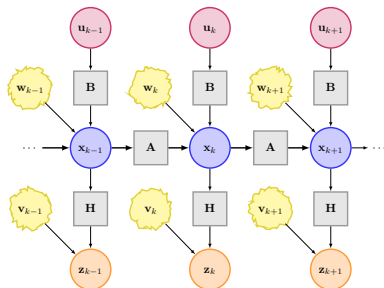 u_{k−1} u_k u_{k+1}
w_{k−1} B w_k B w_{k+1} B
... x_{k−1} A x_k A x_{k+1} ...
v_{k−1} H v_k H v_{k+1} H
z_{k−1} z_k z_{k+1}